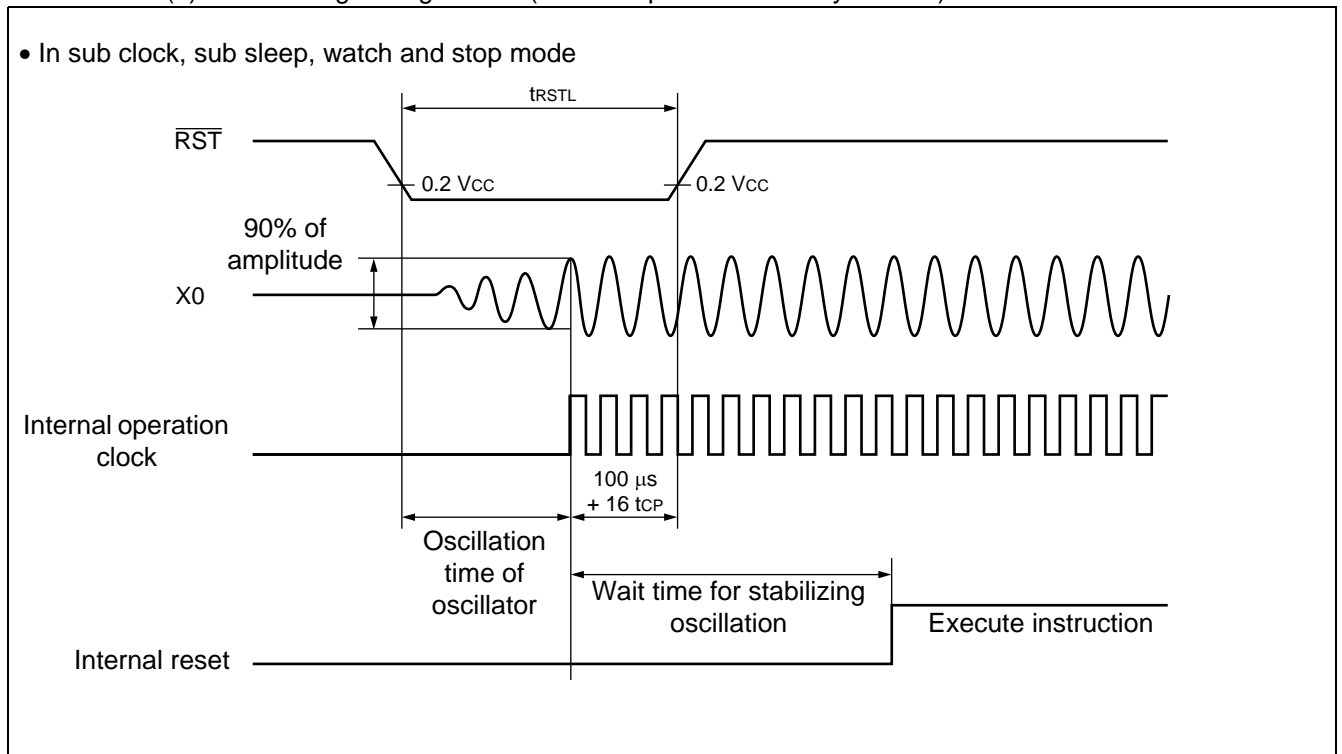 • In sub clock, sub sleep, watch and stop mode
tRSTL
RST
0.2 VCC
0.2 VCC
90% of
amplitude
X0
Internal operation
clock
100 µs
+ 16 tCP
Oscillation
time of
oscillator
Wait time for stabilizing
oscillation
Execute instruction
Internal reset